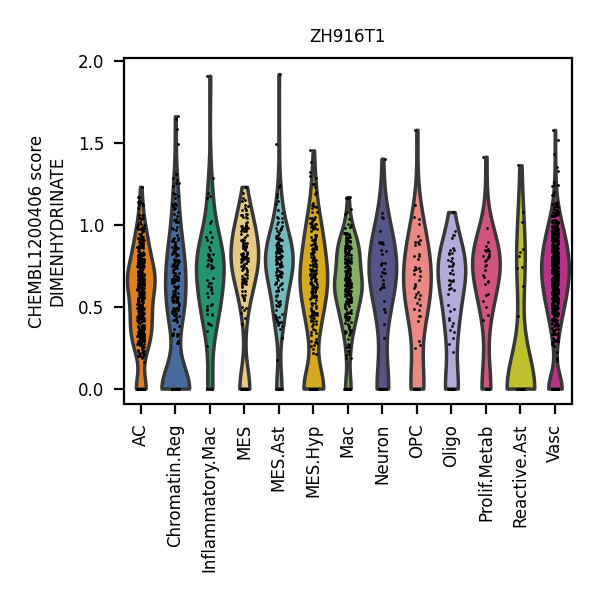 ZH916T1
CHEMBL1200406 score
DIMENHYDRINATE
2.0
1.5
1.0
0.5
0.0
AC
Chromatin.Reg
Inflammatory.Mac
MES
MES.Ast
MES.Hyp
Mac
Neuron
OPC
Oligo
Prolif.Metab
Reactive.Ast
Vasc